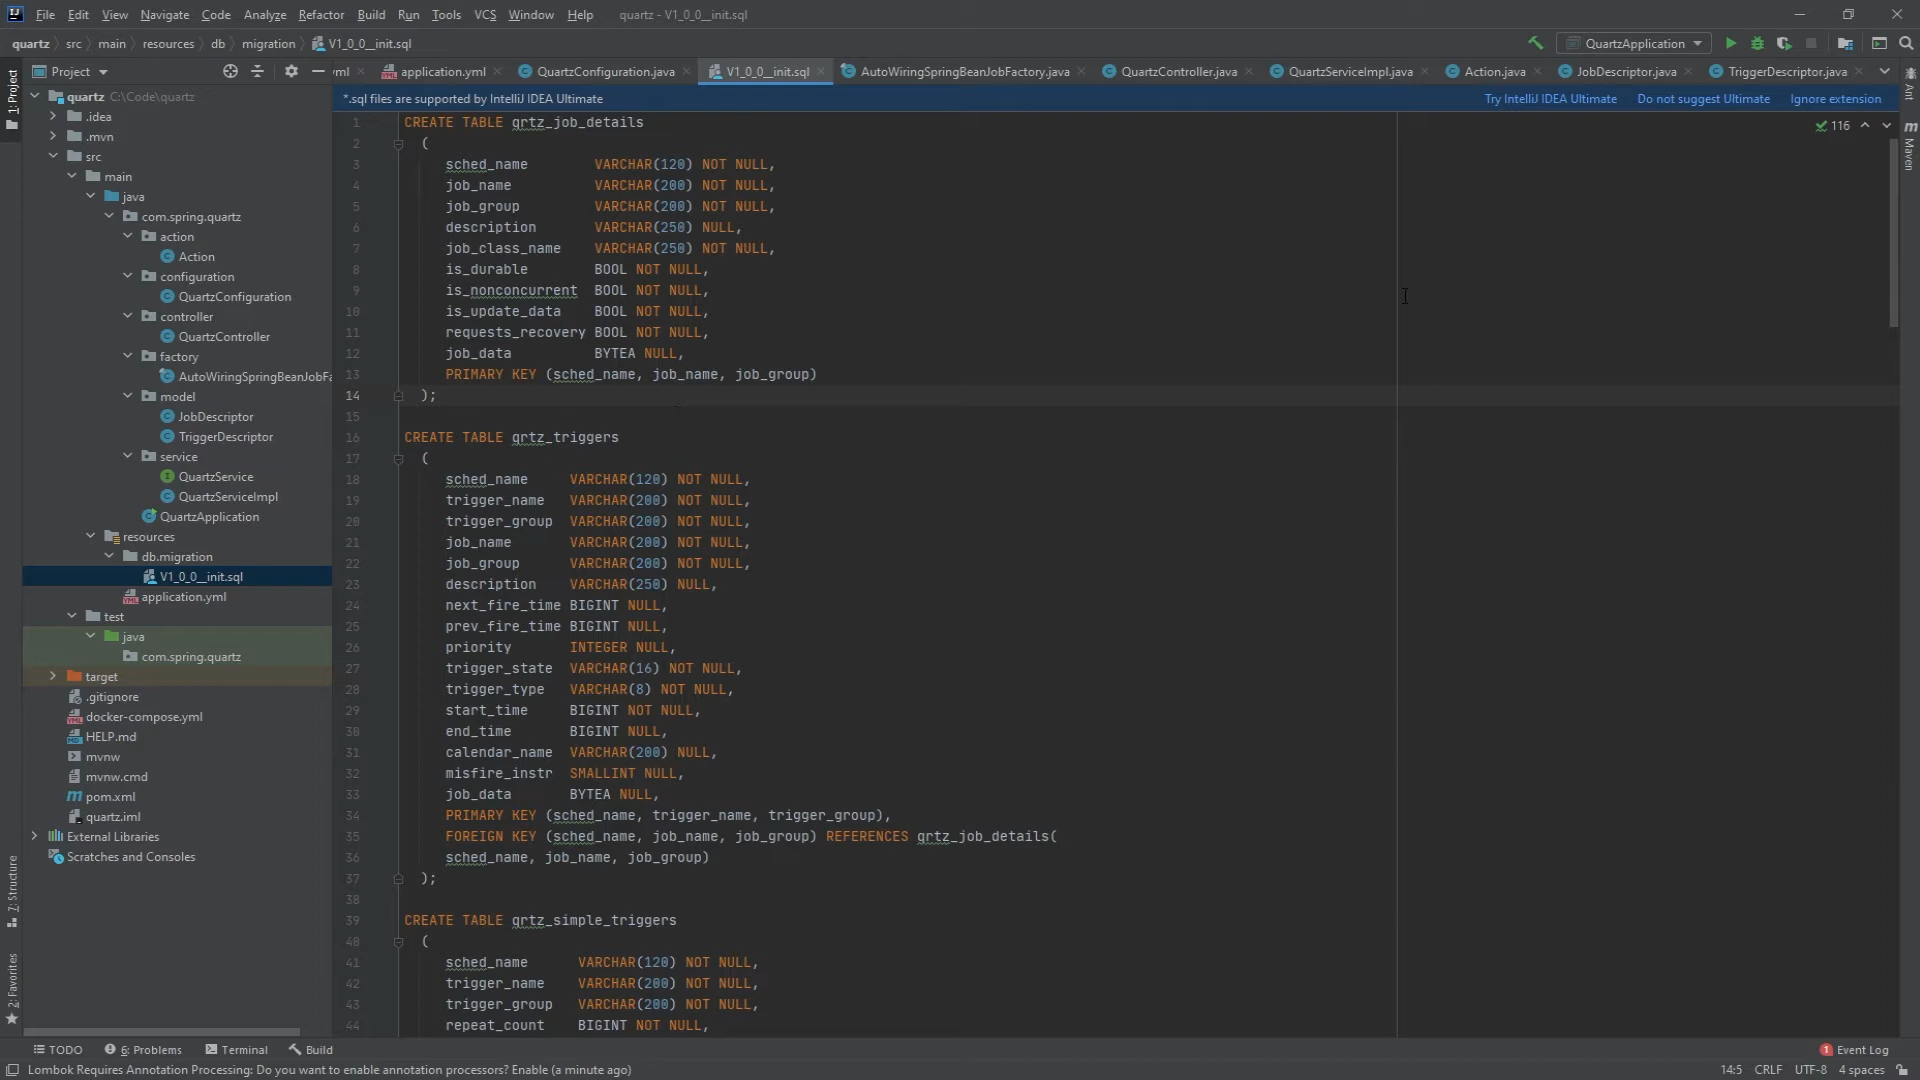 File Edit View Navigate Code Analyze Refactor Build Run Tools VCS Window Help quartz - V1_0_0__init.sql
quartz src main resources db migration V1_0_0__init.sql QuartzApplication
Project yml application.yml QuartzConfiguration.java V1_0_0__init.sql AutoWiringSpringBeanJobFactory.java QuartzController.java QuartzServiceImpl.java Action.java JobDescriptor.java TriggerDescriptor.java
*.sql files are supported by IntelliJ IDEA Ultimate Try IntelliJ IDEA Ultimate Do not suggest Ultimate Ignore extension
1: Project
7: Structure
2: Favorites
Ant
Maven
116
quartz C:\Code\quartz
.idea
.mvn
src
main
java
com.spring.quartz
action
Action
configuration
QuartzConfiguration
controller
QuartzController
factory
AutoWiringSpringBeanJobFa
model
JobDescriptor
TriggerDescriptor
service
QuartzService
QuartzServiceImpl
QuartzApplication
resources
db.migration
V1_0_0__init.sql
application.yml
test
java
com.spring.quartz
target
.gitignore
docker-compose.yml
HELP.md
mvnw
mvnw.cmd
pom.xml
quartz.iml
External Libraries
Scratches and Consoles
1 CREATE TABLE qrtz_job_details
2 (
3 sched_name VARCHAR(120) NOT NULL,
4 job_name VARCHAR(200) NOT NULL,
5 job_group VARCHAR(200) NOT NULL,
6 description VARCHAR(250) NULL,
7 job_class_name VARCHAR(250) NOT NULL,
8 is_durable BOOL NOT NULL,
9 is_nonconcurrent BOOL NOT NULL,
10 is_update_data BOOL NOT NULL,
11 requests_recovery BOOL NOT NULL,
12 job_data BYTEA NULL,
13 PRIMARY KEY (sched_name, job_name, job_group)
14 );
15
16 CREATE TABLE qrtz_triggers
17 (
18 sched_name VARCHAR(120) NOT NULL,
19 trigger_name VARCHAR(200) NOT NULL,
20 trigger_group VARCHAR(200) NOT NULL,
21 job_name VARCHAR(200) NOT NULL,
22 job_group VARCHAR(200) NOT NULL,
23 description VARCHAR(250) NULL,
24 next_fire_time BIGINT NULL,
25 prev_fire_time BIGINT NULL,
26 priority INTEGER NULL,
27 trigger_state VARCHAR(16) NOT NULL,
28 trigger_type VARCHAR(8) NOT NULL,
29 start_time BIGINT NOT NULL,
30 end_time BIGINT NULL,
31 calendar_name VARCHAR(200) NULL,
32 misfire_instr SMALLINT NULL,
33 job_data BYTEA NULL,
34 PRIMARY KEY (sched_name, trigger_name, trigger_group),
35 FOREIGN KEY (sched_name, job_name, job_group) REFERENCES qrtz_job_details(
36 sched_name, job_name, job_group)
37 );
38
39 CREATE TABLE qrtz_simple_triggers
40 (
41 sched_name VARCHAR(120) NOT NULL,
42 trigger_name VARCHAR(200) NOT NULL,
43 trigger_group VARCHAR(200) NOT NULL,
44 repeat_count BIGINT NOT NULL,
TODO 6: Problems Terminal Build 1 Event Log
Lombok Requires Annotation Processing: Do you want to enable annotation processors? Enable (a minute ago) 14:5 CRLF UTF-8 4 spaces